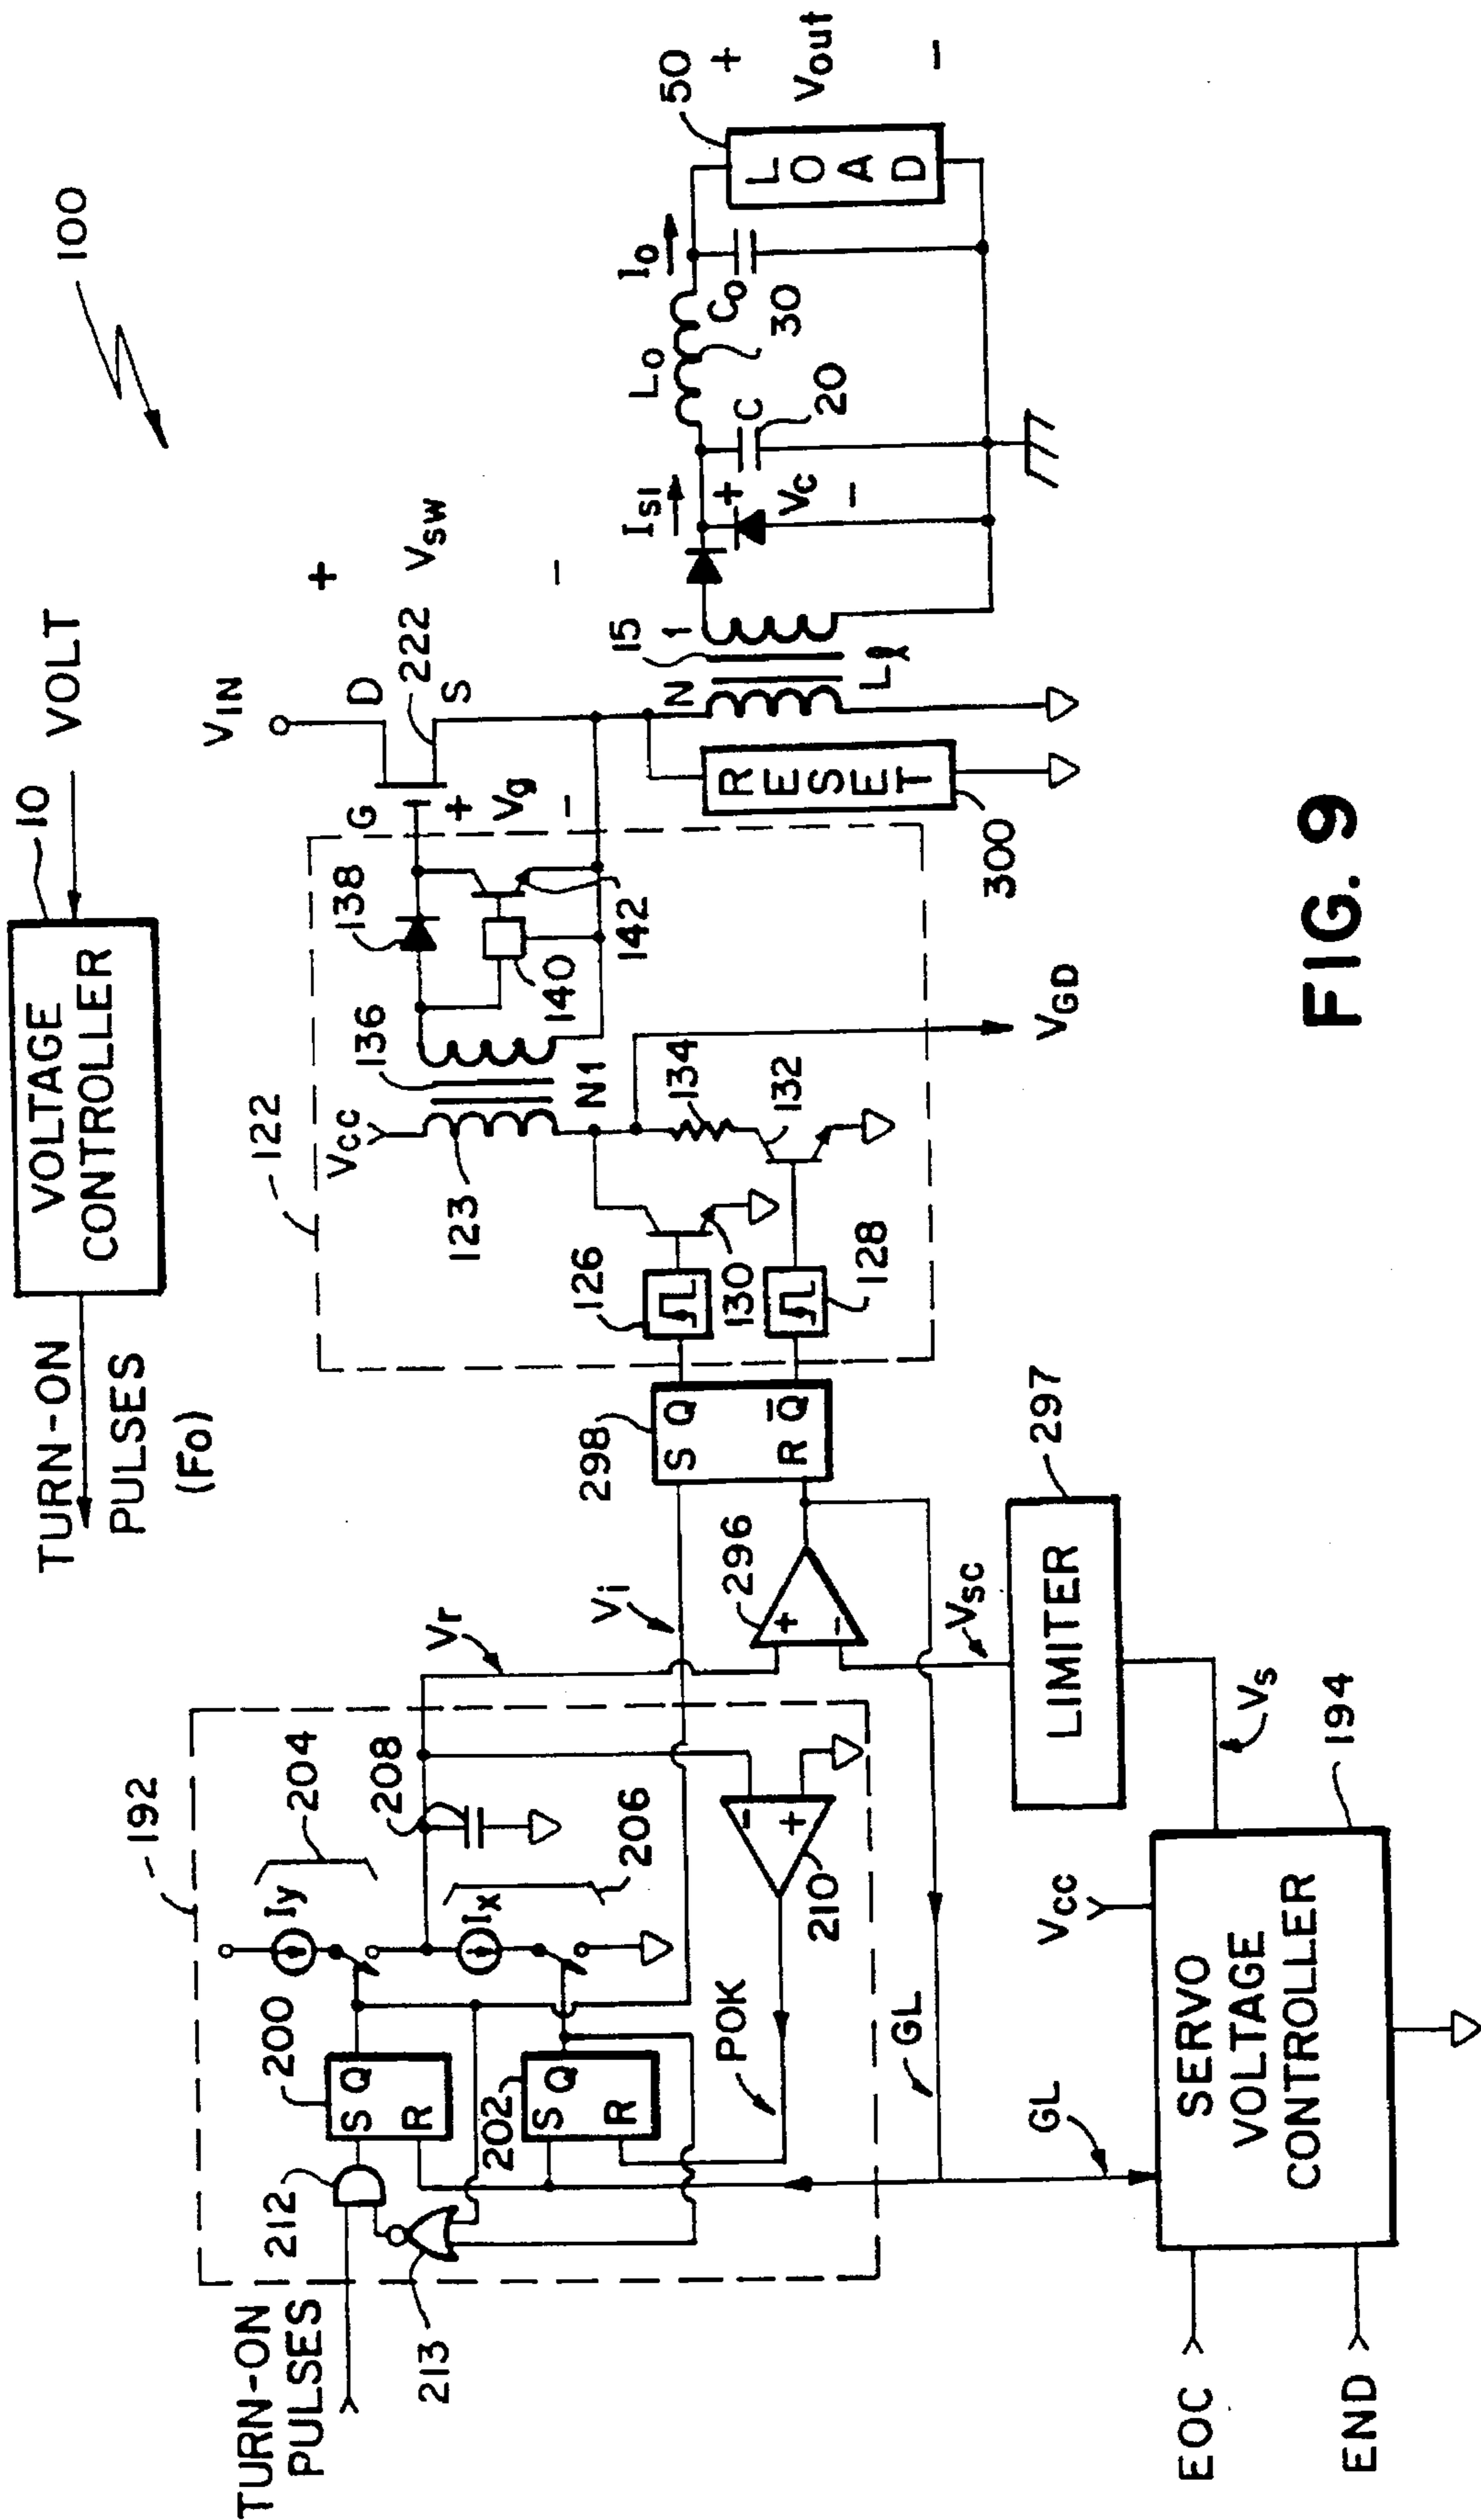 100
VIN
+
D
G
S
222
Vsw
-
VOLTAGE
CONTROLLER
10
VOLT
TURN-ON
PULSES
(Fo)
122
Vcc
123
136
138
+
Vg
-
140
142
N1
134
132
126
130
128
VGD
RESET
300
N
15
1
Lℓ
Isi
+
Vc
-
C
20
Lo
30
Co
Io
50
LOAD
+
Vout
-
TURN-ON
PULSES
192
212
213
200
S Q
R
202
S Q
R
Iy
204
Ix
206
208
-
+
210
POK
Vr
Vi
296
+
-
298
S Q
R Q̅
GL
GL
Vsc
LIMITER
297
Vs
194
Vcc
SERVO
VOLTAGE
CONTROLLER
EOC
END
FIG. 9